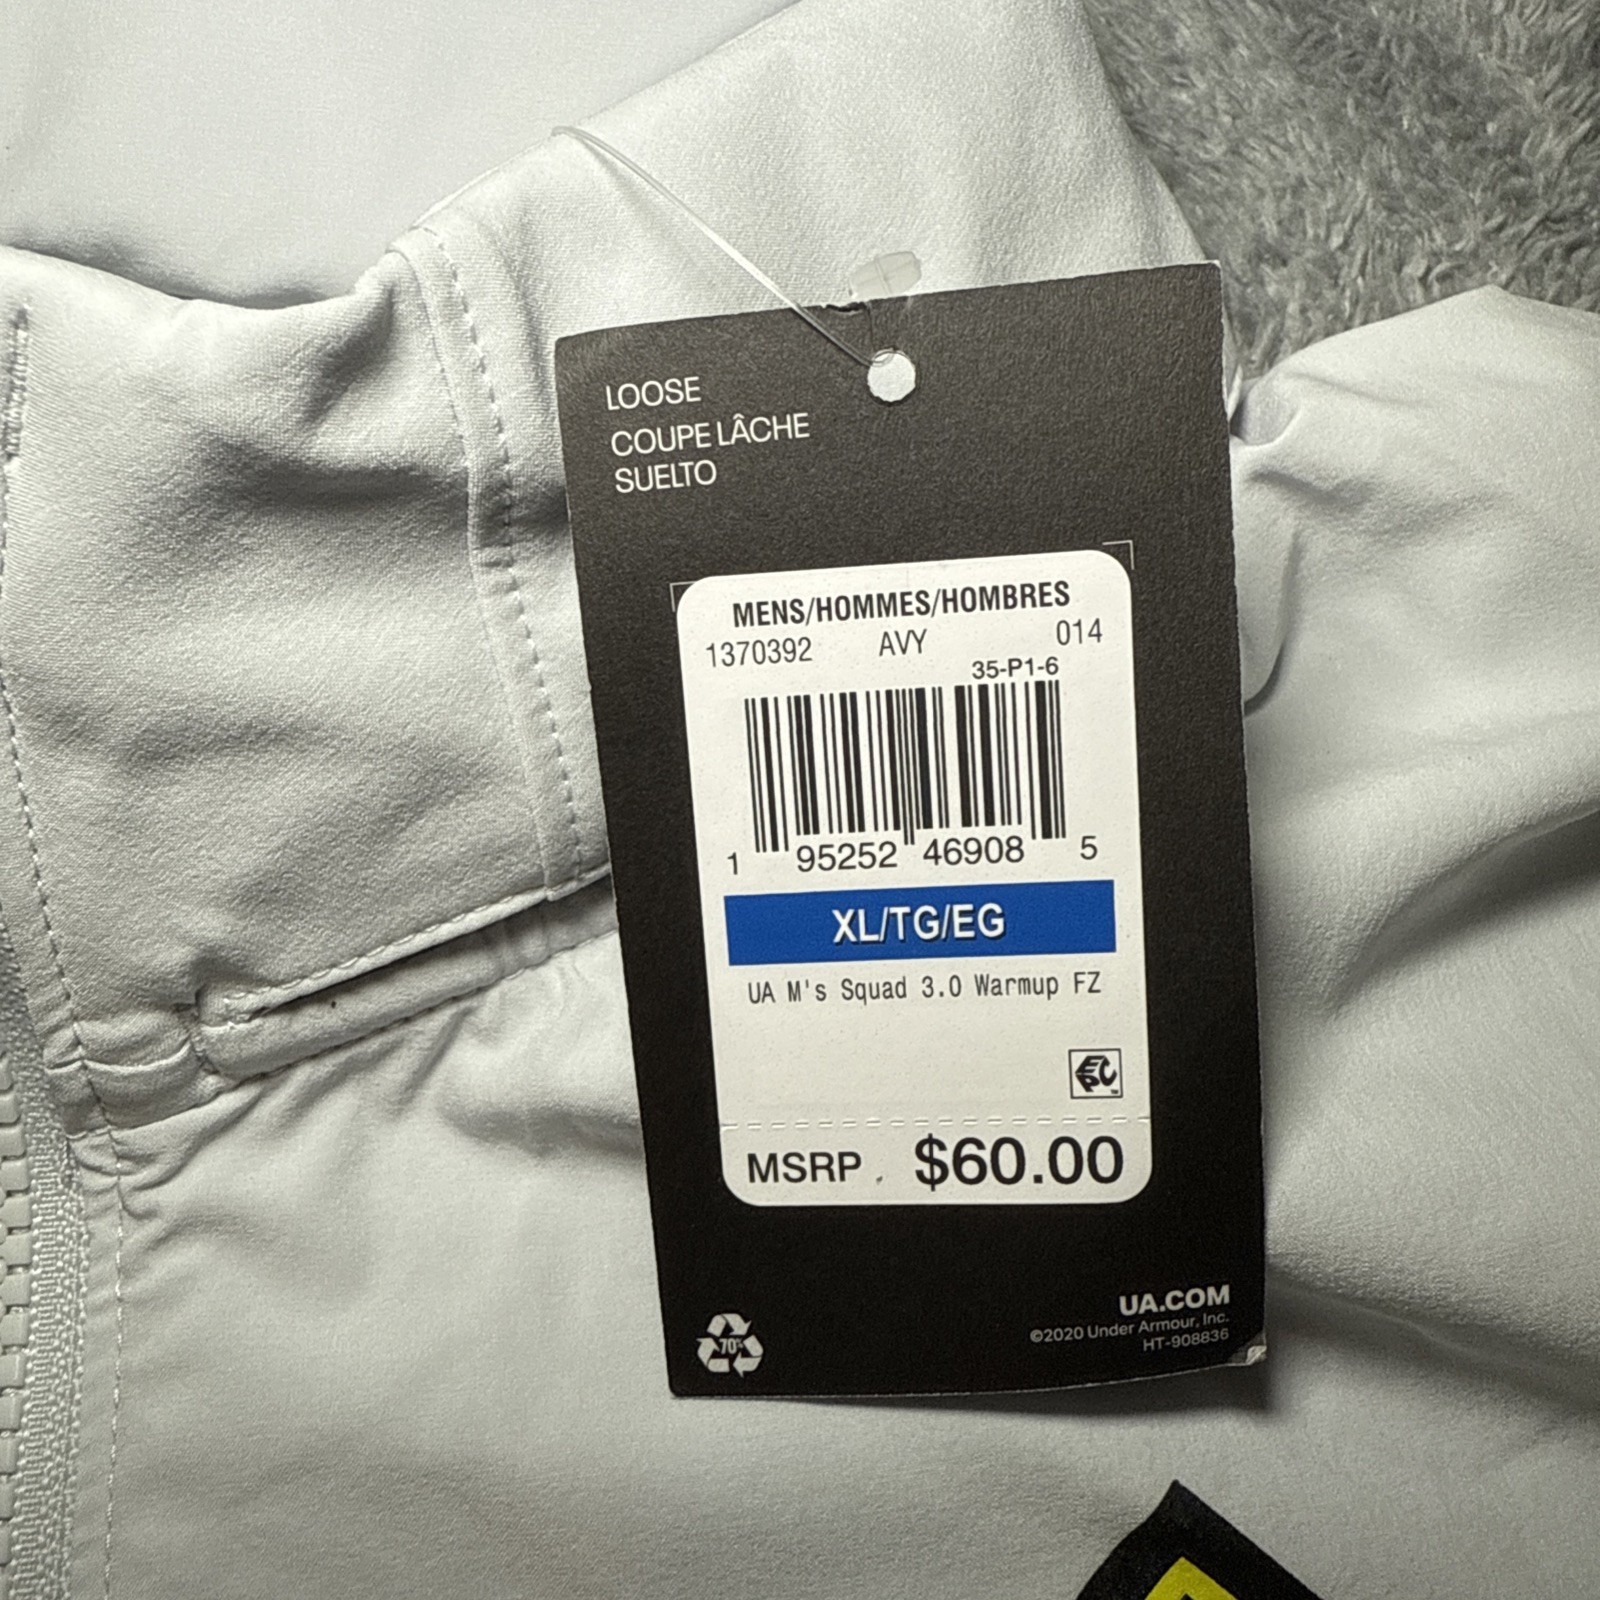 LOOSE
COUPE LÂCHE
SUELTO
MENS/HOMMES/HOMBRES
1370392 AVY 014
35-P1-6
1 95252 46908 5
XL/TG/EG
UA M's Squad 3.0 Warmup FZ
EPC™
MSRP $60.00
UA.COM
©2020 Under Armour, Inc.
HT-908836
70%